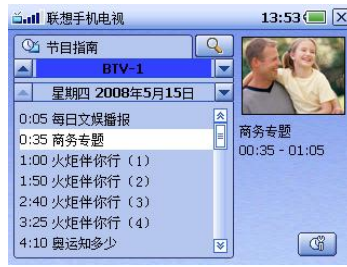 联想手机电视 13:53
节目指南
BTV-1
星期四 2008年5月15日
0:05 每日文娱播报
0:35 商务专题
1:00 火炬伴你行（1）
1:50 火炬伴你行（2）
2:40 火炬伴你行（3）
3:25 火炬伴你行（4）
4:10 奥运知多少
商务专题
00:35 - 01:05